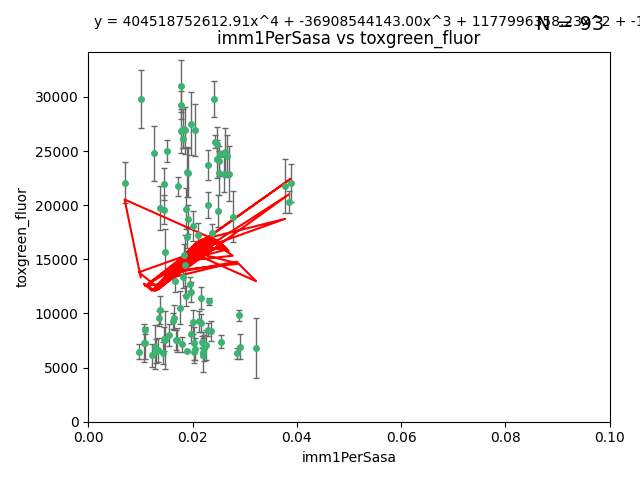 y = 404518752612.91x^4 + -36908544143.00x^3 + 1177996358.23x^2 + -1
N = 93
imm1PerSasa vs toxgreen_fluor
30000
25000
20000
15000
10000
5000
0
toxgreen_fluor
0.00 0.02 0.04 0.06 0.08 0.10
imm1PerSasa